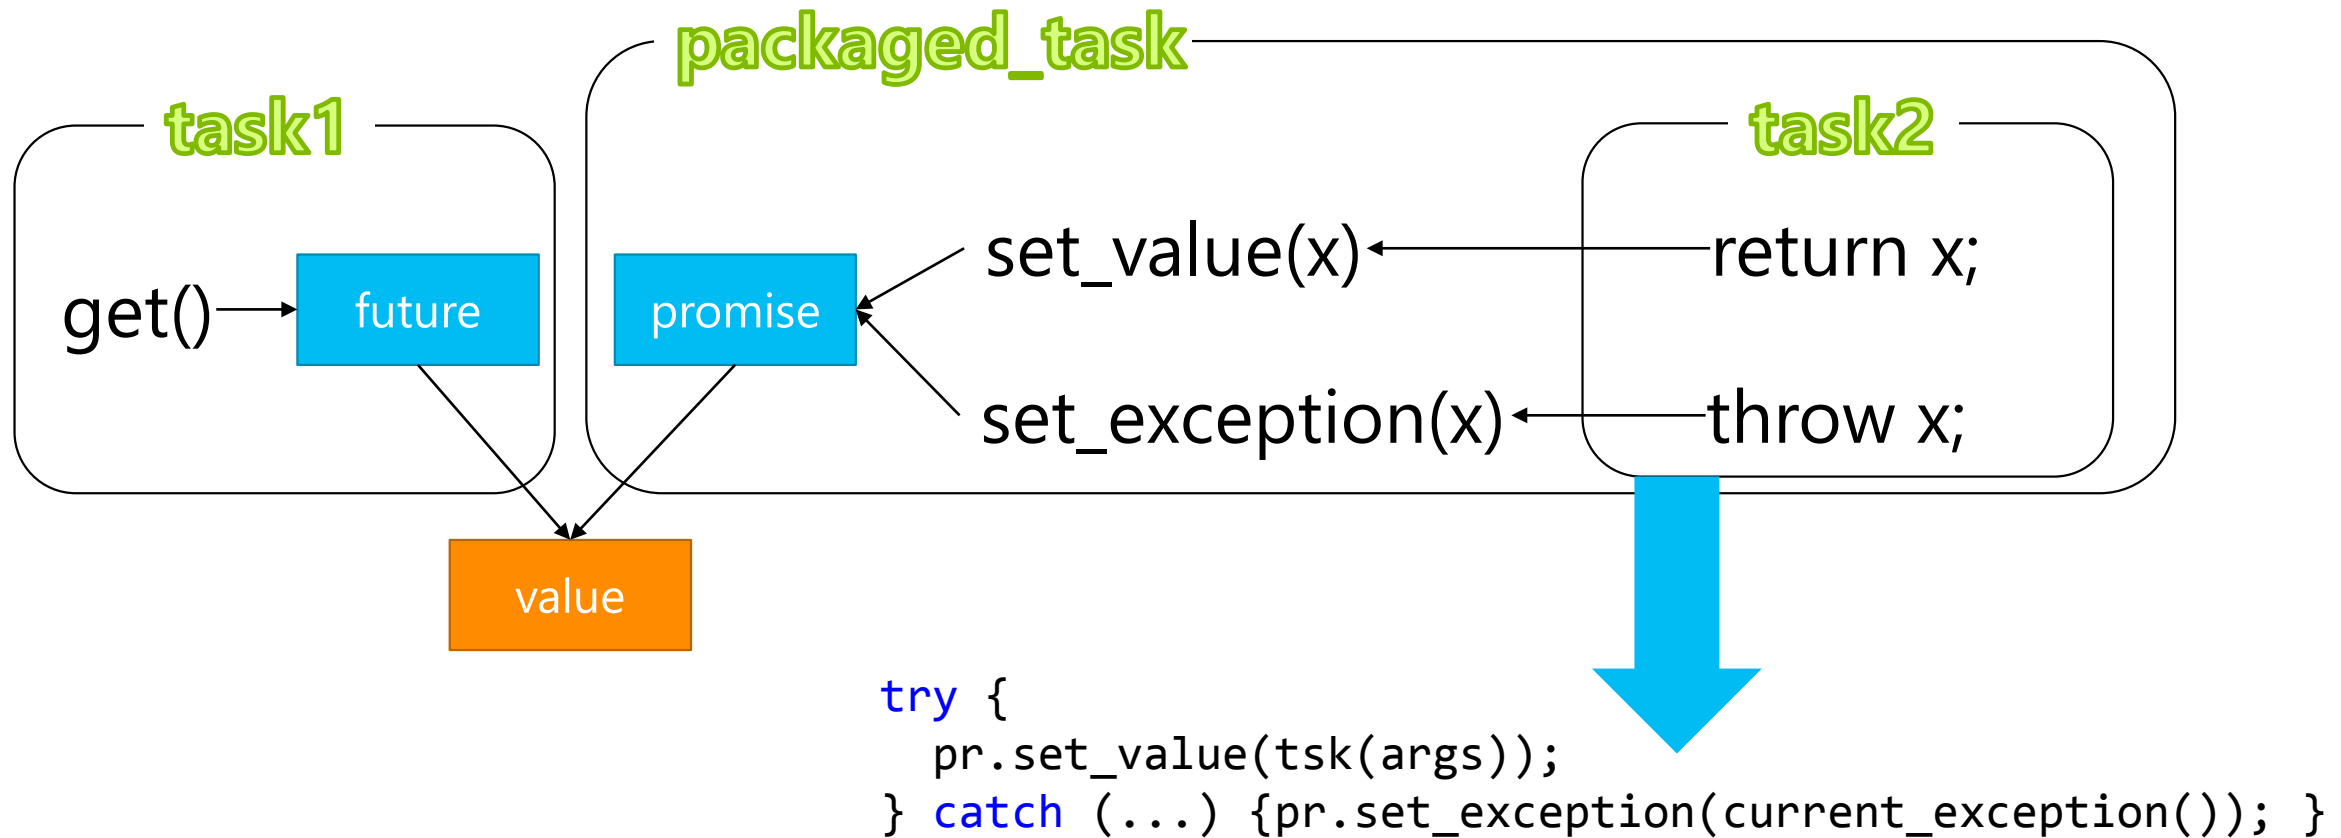 packaged_task
task1
task2
set_value(x)
return x;
get()
future
promise
set_exception(x)
throw x;
value
try {
pr.set_value(tsk(args));
} catch (...) {pr.set_exception(current_exception()); }